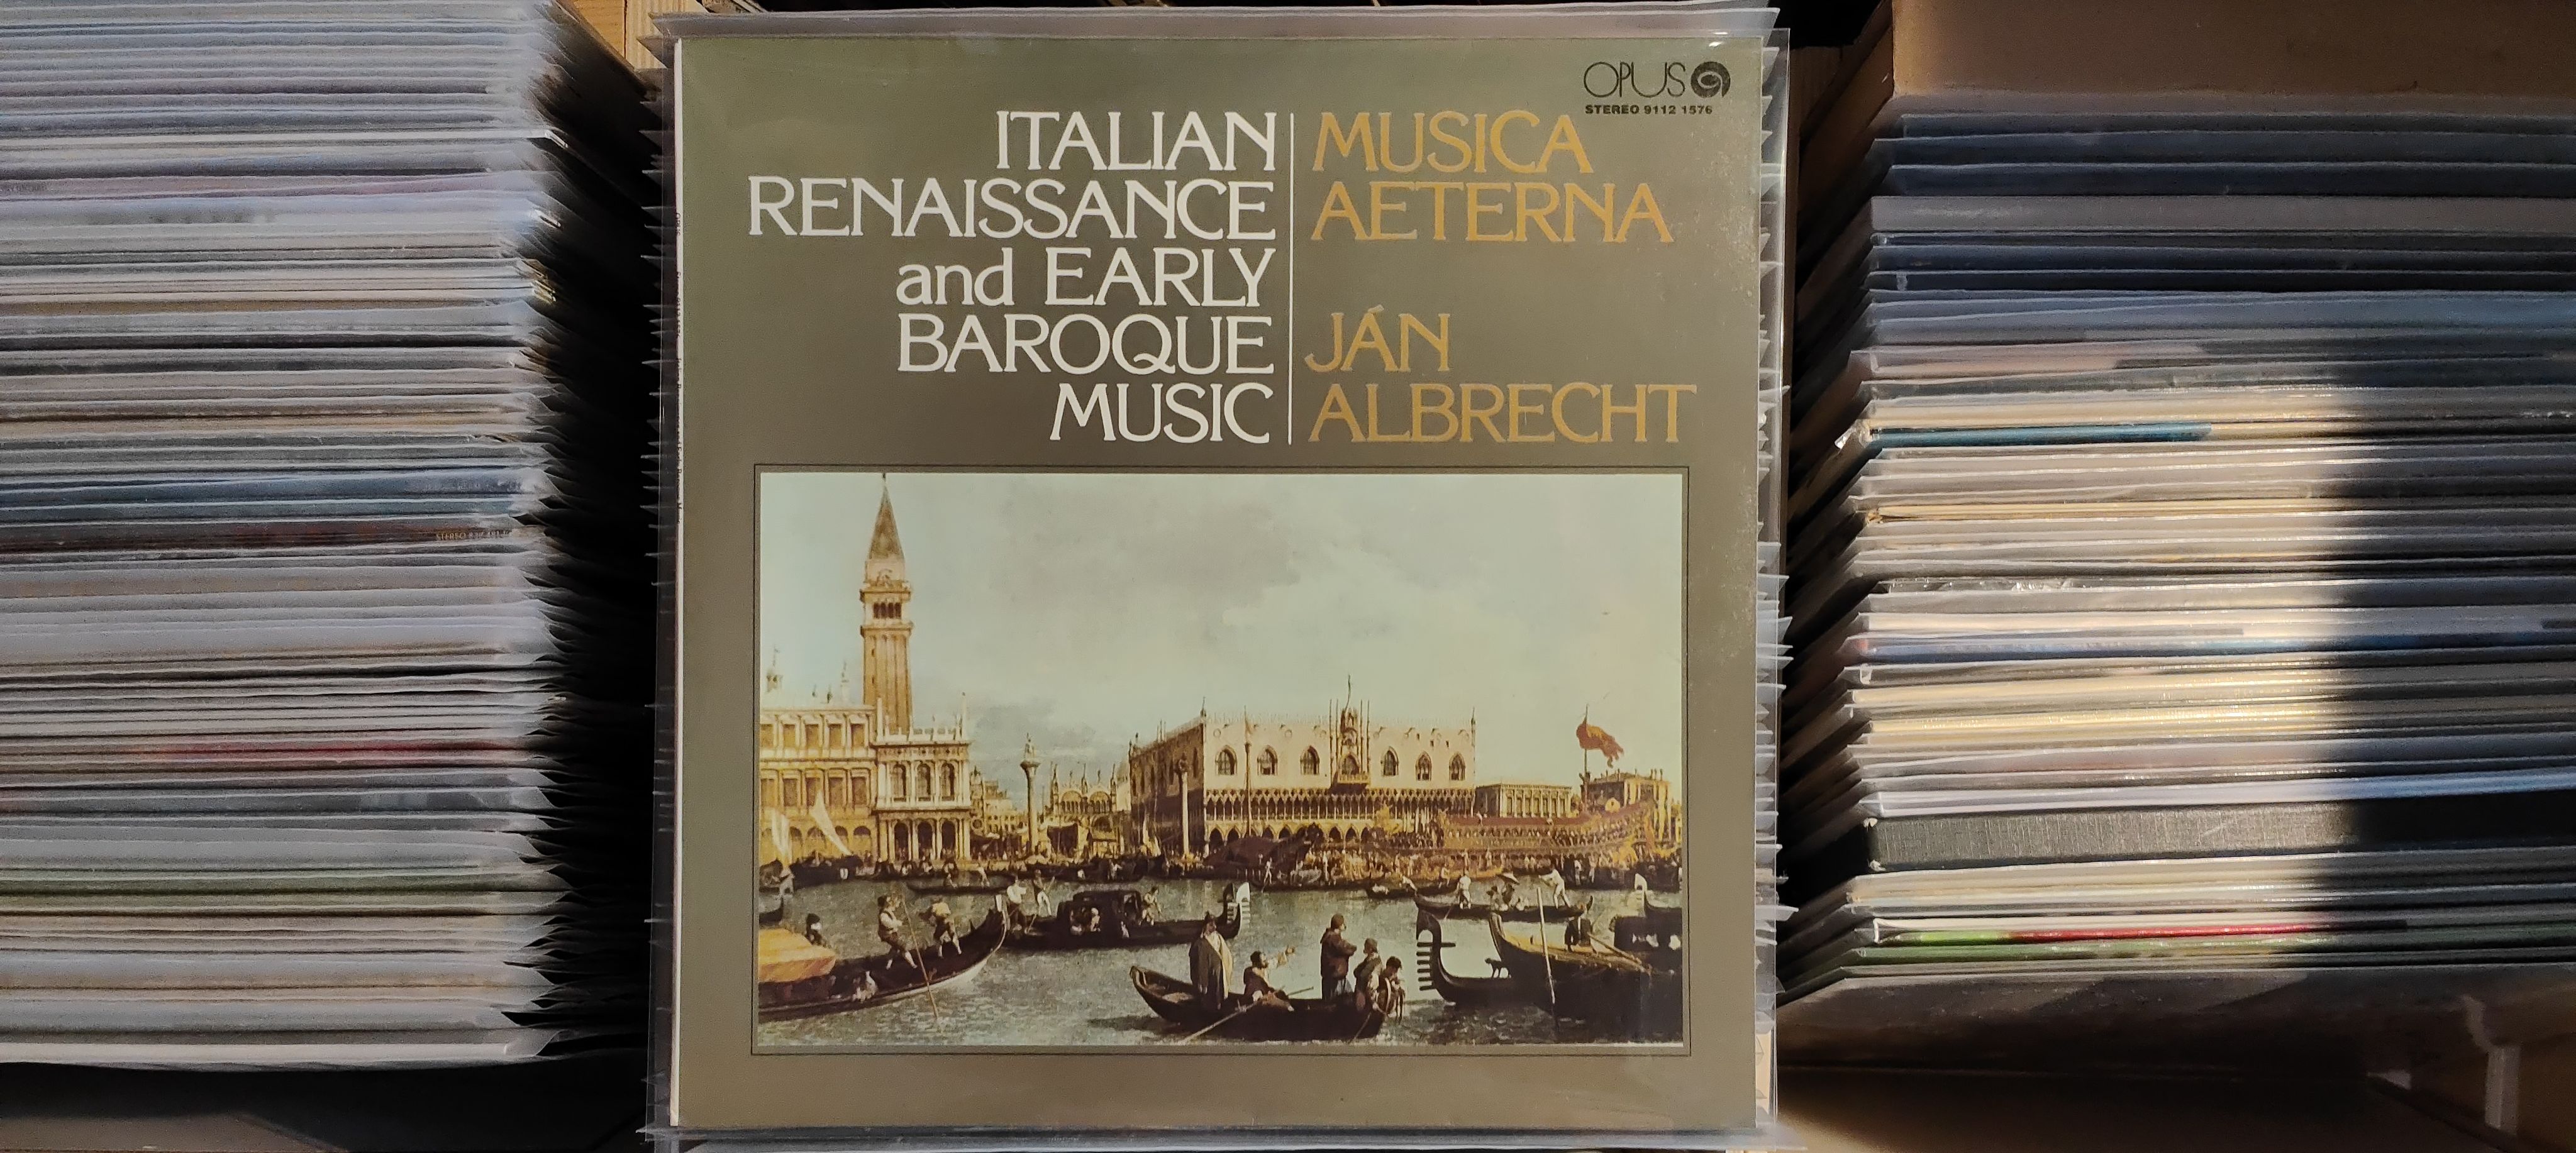 OPUS
STEREO 9112 1576
ITALIAN
RENAISSANCE
and EARLY
BAROQUE
MUSIC
MUSICA
AETERNA
JÁN
ALBRECHT